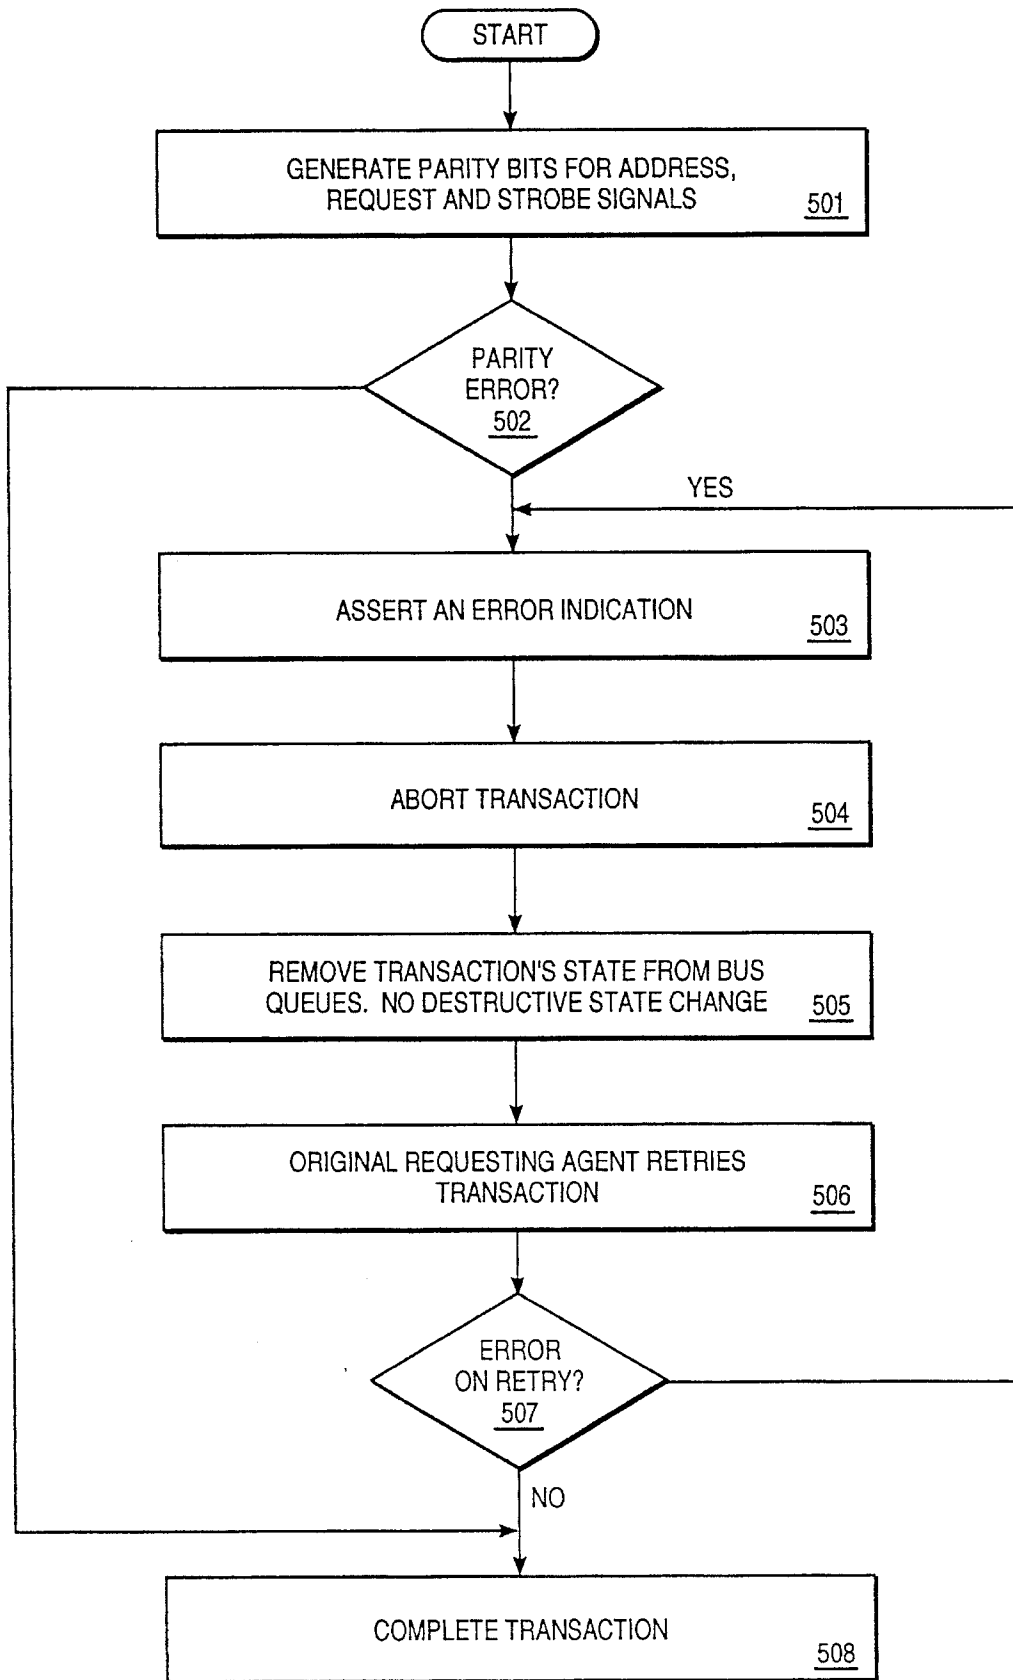 START
GENERATE PARITY BITS FOR ADDRESS,
REQUEST AND STROBE SIGNALS
501
PARITY
ERROR?
502
YES
ASSERT AN ERROR INDICATION
503
ABORT TRANSACTION
504
REMOVE TRANSACTION'S STATE FROM BUS
QUEUES. NO DESTRUCTIVE STATE CHANGE
505
ORIGINAL REQUESTING AGENT RETRIES
TRANSACTION
506
ERROR
ON RETRY?
507
NO
COMPLETE TRANSACTION
508